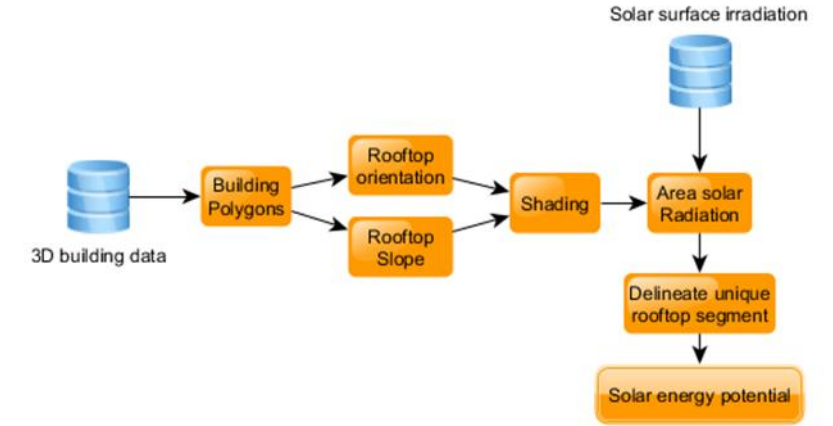 Solar surface irradiation
3D building data
Building
Polygons
Rooftop
orientation
Rooftop
Slope
Shading
Area solar
Radiation
Delineate unique
rooftop segment
Solar energy potential